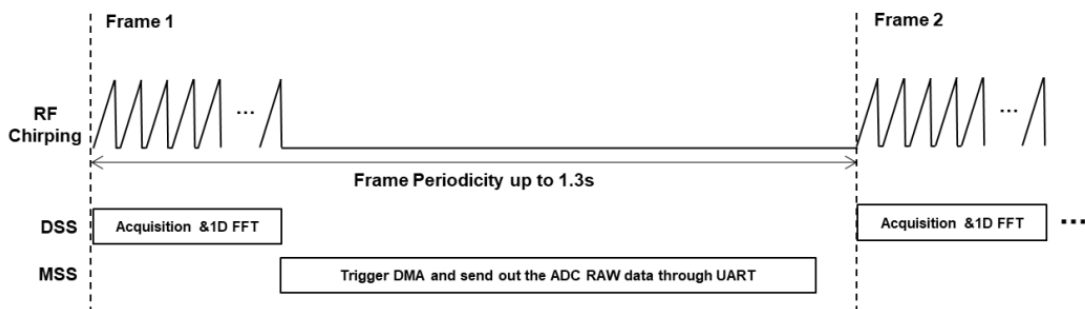 Frame 1
Frame 2
RF
Chirping
...
...
Frame Periodicity up to 1.3s
DSS
Acquisition &1D FFT
Acquisition &1D FFT
...
MSS
Trigger DMA and send out the ADC RAW data through UART